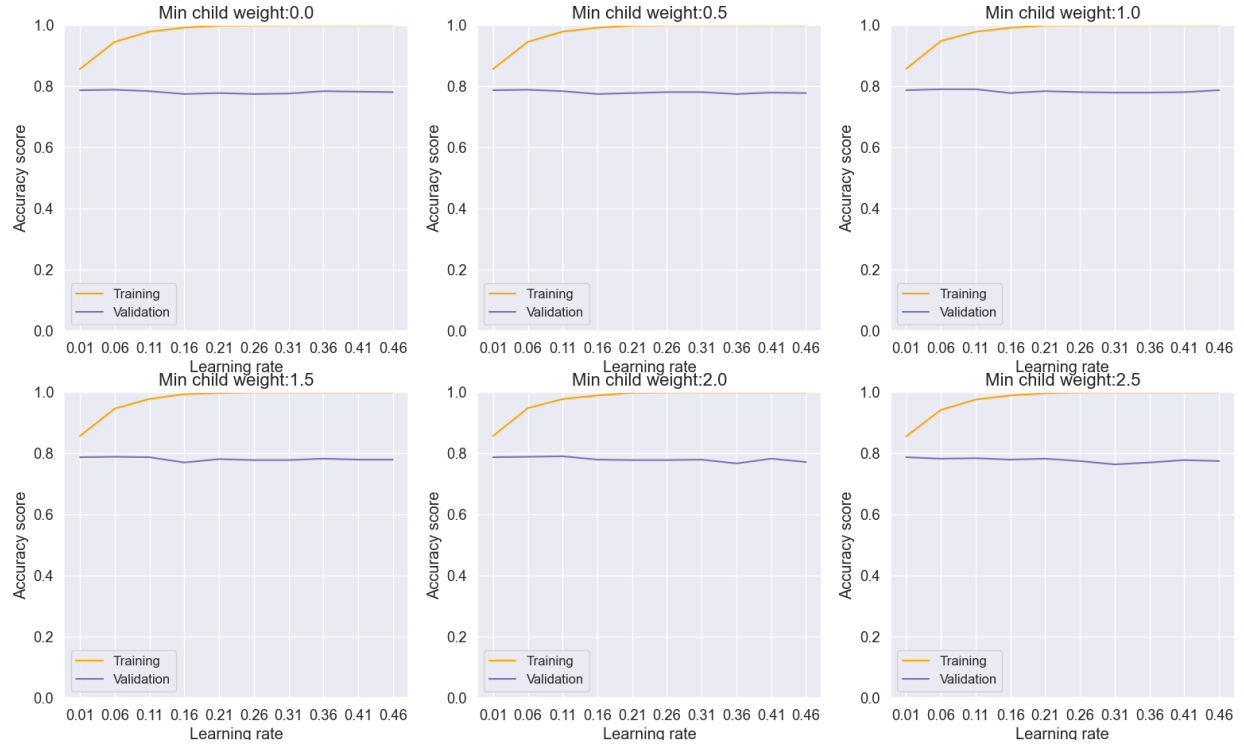 Min child weight:0.0
Accuracy score
1.0
0.8
0.6
0.4
0.2
0.0
Training
Validation
0.01 0.06 0.11 0.16 0.21 0.26 0.31 0.36 0.41 0.46
Learning rate
Min child weight:0.5
Accuracy score
1.0
0.8
0.6
0.4
0.2
0.0
Training
Validation
0.01 0.06 0.11 0.16 0.21 0.26 0.31 0.36 0.41 0.46
Learning rate
Min child weight:1.0
Accuracy score
1.0
0.8
0.6
0.4
0.2
0.0
Training
Validation
0.01 0.06 0.11 0.16 0.21 0.26 0.31 0.36 0.41 0.46
Learning rate
Min child weight:1.5
Accuracy score
1.0
0.8
0.6
0.4
0.2
0.0
Training
Validation
0.01 0.06 0.11 0.16 0.21 0.26 0.31 0.36 0.41 0.46
Learning rate
Min child weight:2.0
Accuracy score
1.0
0.8
0.6
0.4
0.2
0.0
Training
Validation
0.01 0.06 0.11 0.16 0.21 0.26 0.31 0.36 0.41 0.46
Learning rate
Min child weight:2.5
Accuracy score
1.0
0.8
0.6
0.4
0.2
0.0
Training
Validation
0.01 0.06 0.11 0.16 0.21 0.26 0.31 0.36 0.41 0.46
Learning rate